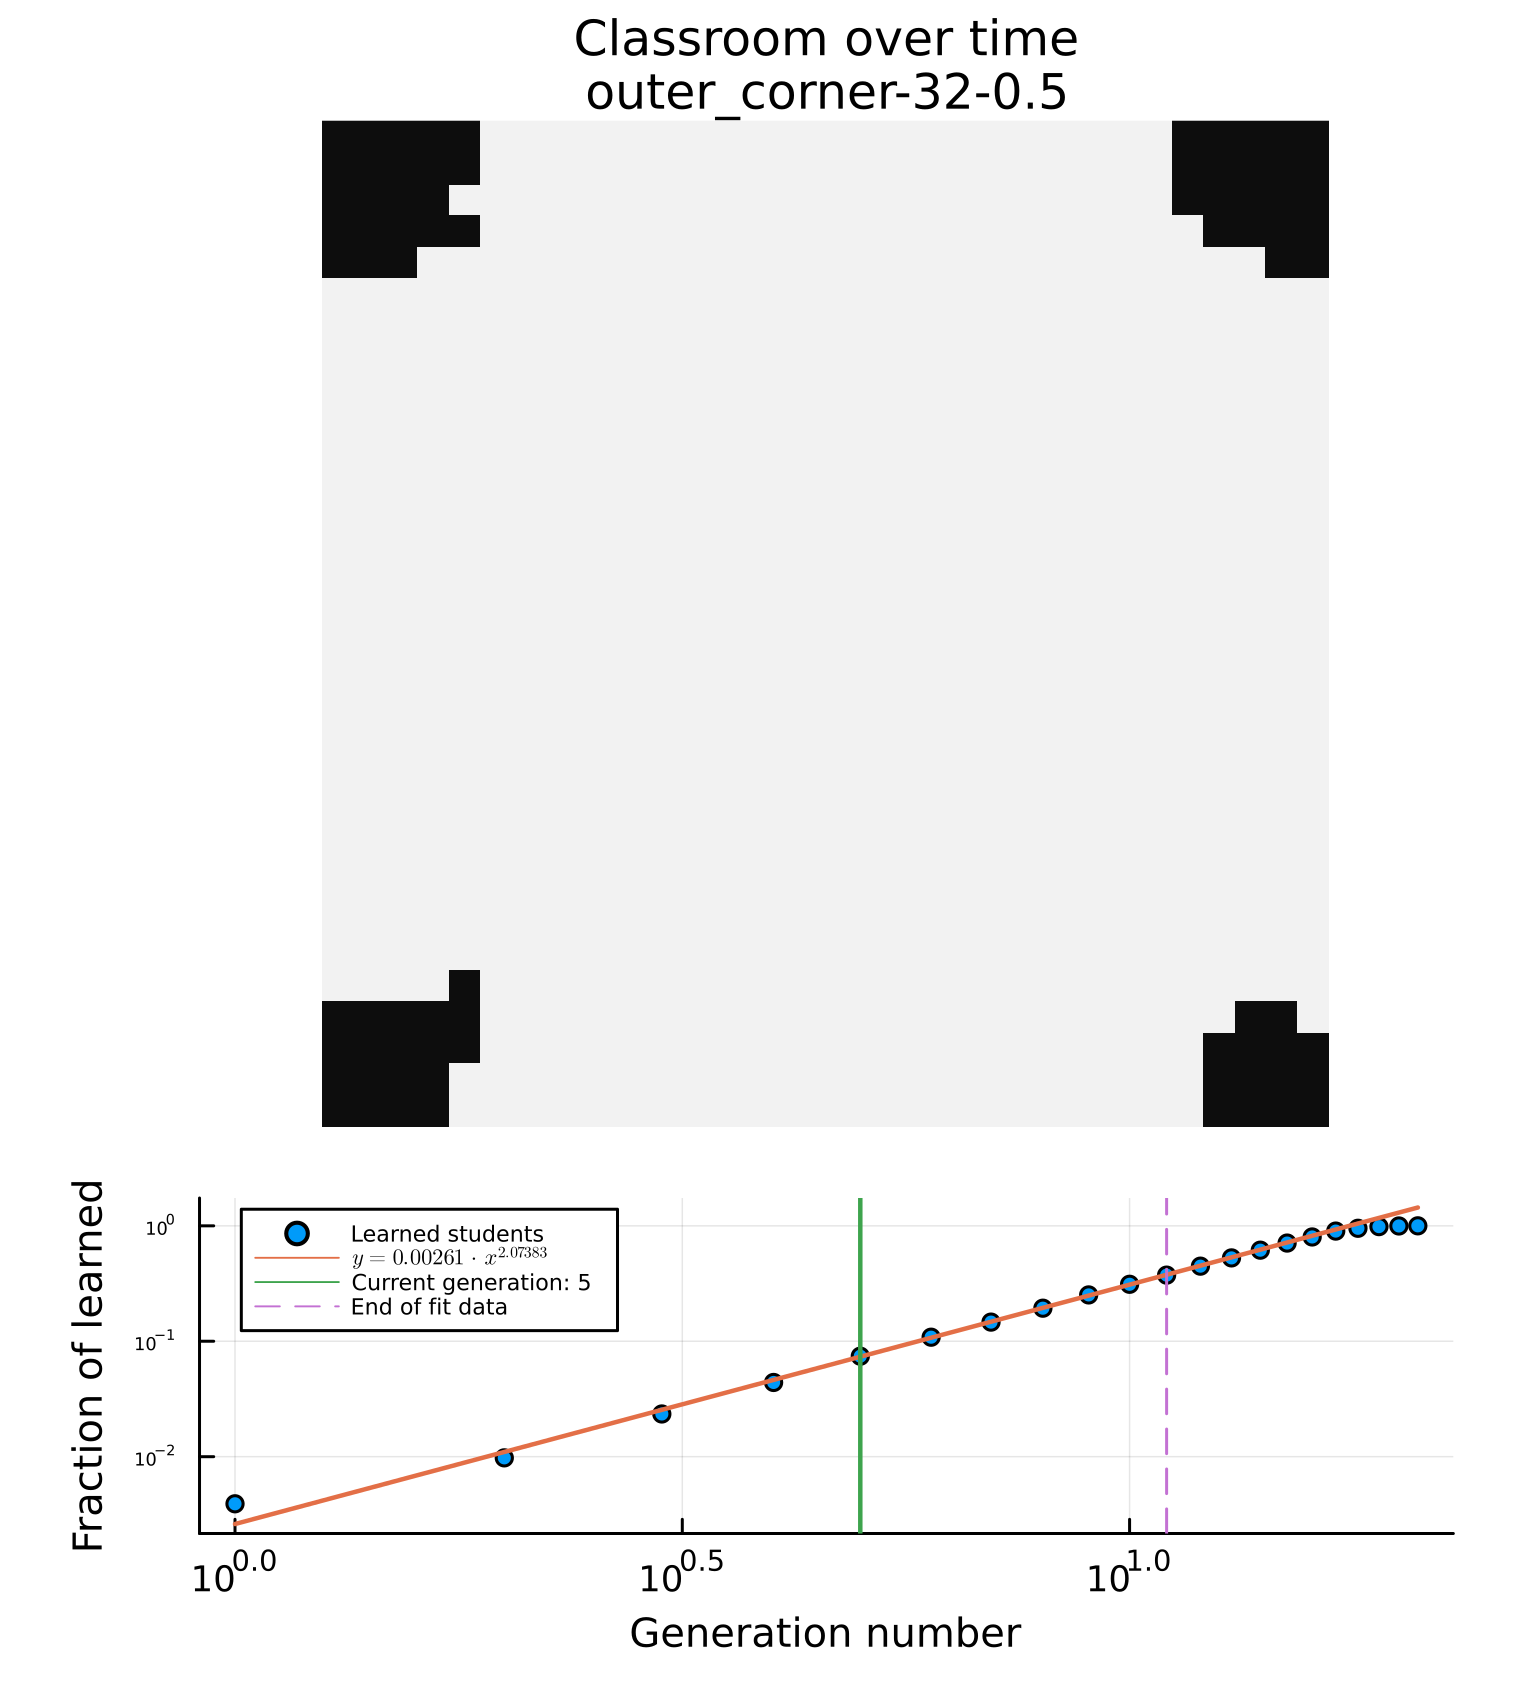 Classroom over time
outer_corner-32-0.5
Fraction of learned
10^0
10^-1
10^-2
Learned students
y = 0.00261 · x^2.07383
Current generation: 5
End of fit data
10^0.0 10^0.5 10^1.0
Generation number